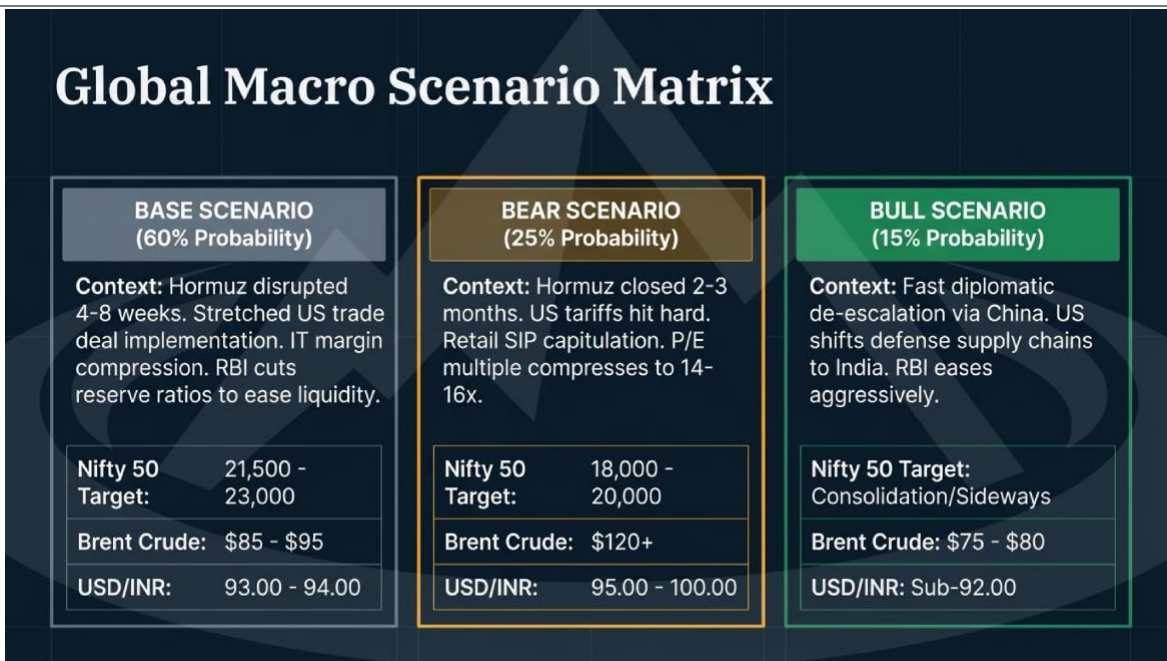 Global Macro Scenario Matrix
BASE SCENARIO
(60% Probability)
Context: Hormuz disrupted
4-8 weeks. Stretched US trade
deal implementation. IT margin
compression. RBI cuts
reserve ratios to ease liquidity.
Nifty 50 21,500 -
Target: 23,000
Brent Crude: $85 - $95
USD/INR: 93.00 - 94.00
BEAR SCENARIO
(25% Probability)
Context: Hormuz closed 2-3
months. US tariffs hit hard.
Retail SIP capitulation. P/E
multiple compresses to 14-
16x.
Nifty 50 18,000 -
Target: 20,000
Brent Crude: $120+
USD/INR: 95.00 - 100.00
BULL SCENARIO
(15% Probability)
Context: Fast diplomatic
de-escalation via China. US
shifts defense supply chains
to India. RBI eases
aggressively.
Nifty 50 Target:
Consolidation/Sideways
Brent Crude: $75 - $80
USD/INR: Sub-92.00